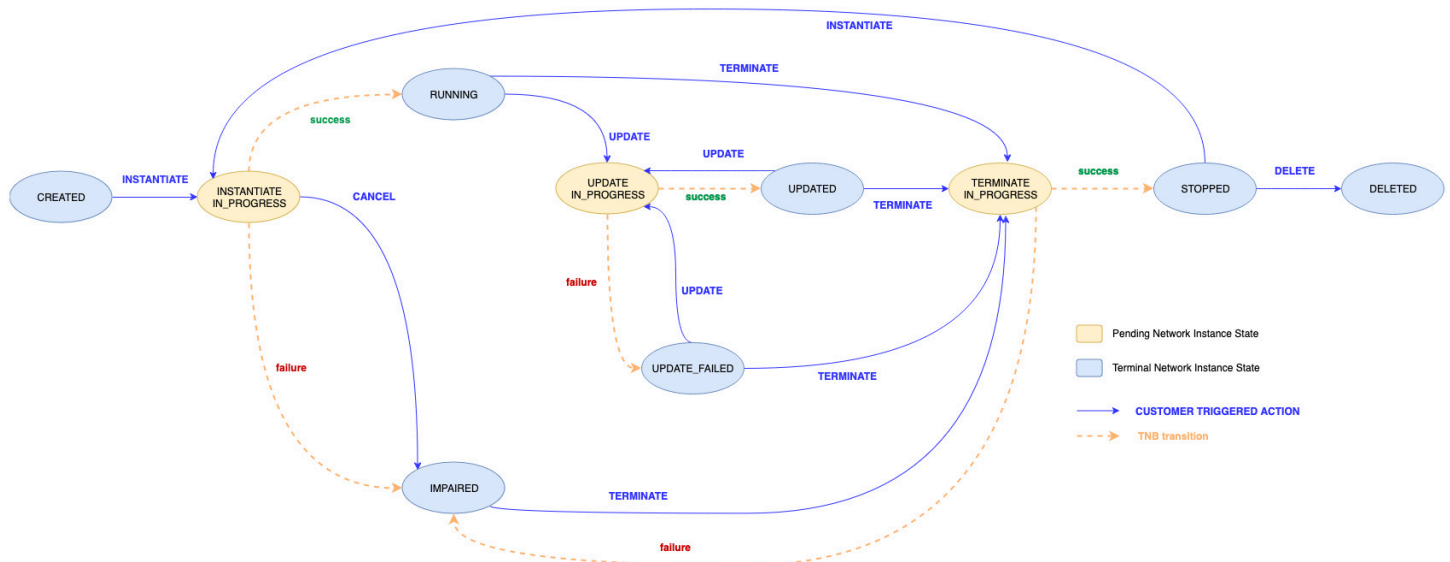 INSTANTIATE
TERMINATE
RUNNING
success
UPDATE
UPDATE
INSTANTIATE
CANCEL
CREATED
INSTANTIATE
IN_PROGRESS
UPDATE
IN_PROGRESS
success
UPDATED
TERMINATE
TERMINATE
IN_PROGRESS
success
STOPPED
DELETE
DELETED
failure
UPDATE
failure
UPDATE_FAILED
TERMINATE
Pending Network Instance State
Terminal Network Instance State
CUSTOMER TRIGGERED ACTION
TNB transition
IMPAIRED
TERMINATE
failure